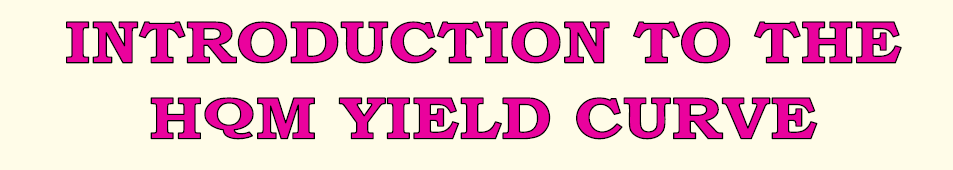 INTRODUCTION TO THE
HQM YIELD CURVE